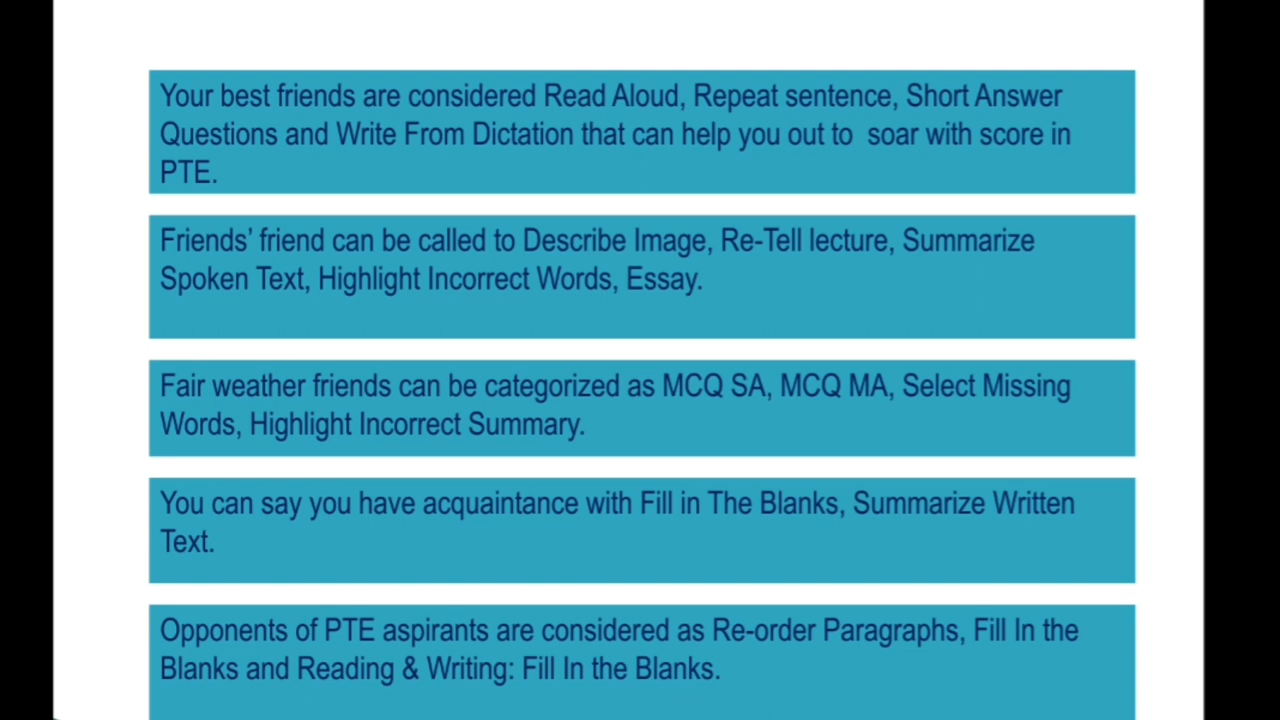 Your best friends are considered Read Aloud, Repeat sentence, Short Answer
Questions and Write From Dictation that can help you out to  soar with score in
PTE.
Friends’ friend can be called to Describe Image, Re-Tell lecture, Summarize
Spoken Text, Highlight Incorrect Words, Essay.
Fair weather friends can be categorized as MCQ SA, MCQ MA, Select Missing
Words, Highlight Incorrect Summary.
You can say you have acquaintance with Fill in The Blanks, Summarize Written
Text.
Opponents of PTE aspirants are considered as Re-order Paragraphs, Fill In the
Blanks and Reading & Writing: Fill In the Blanks.